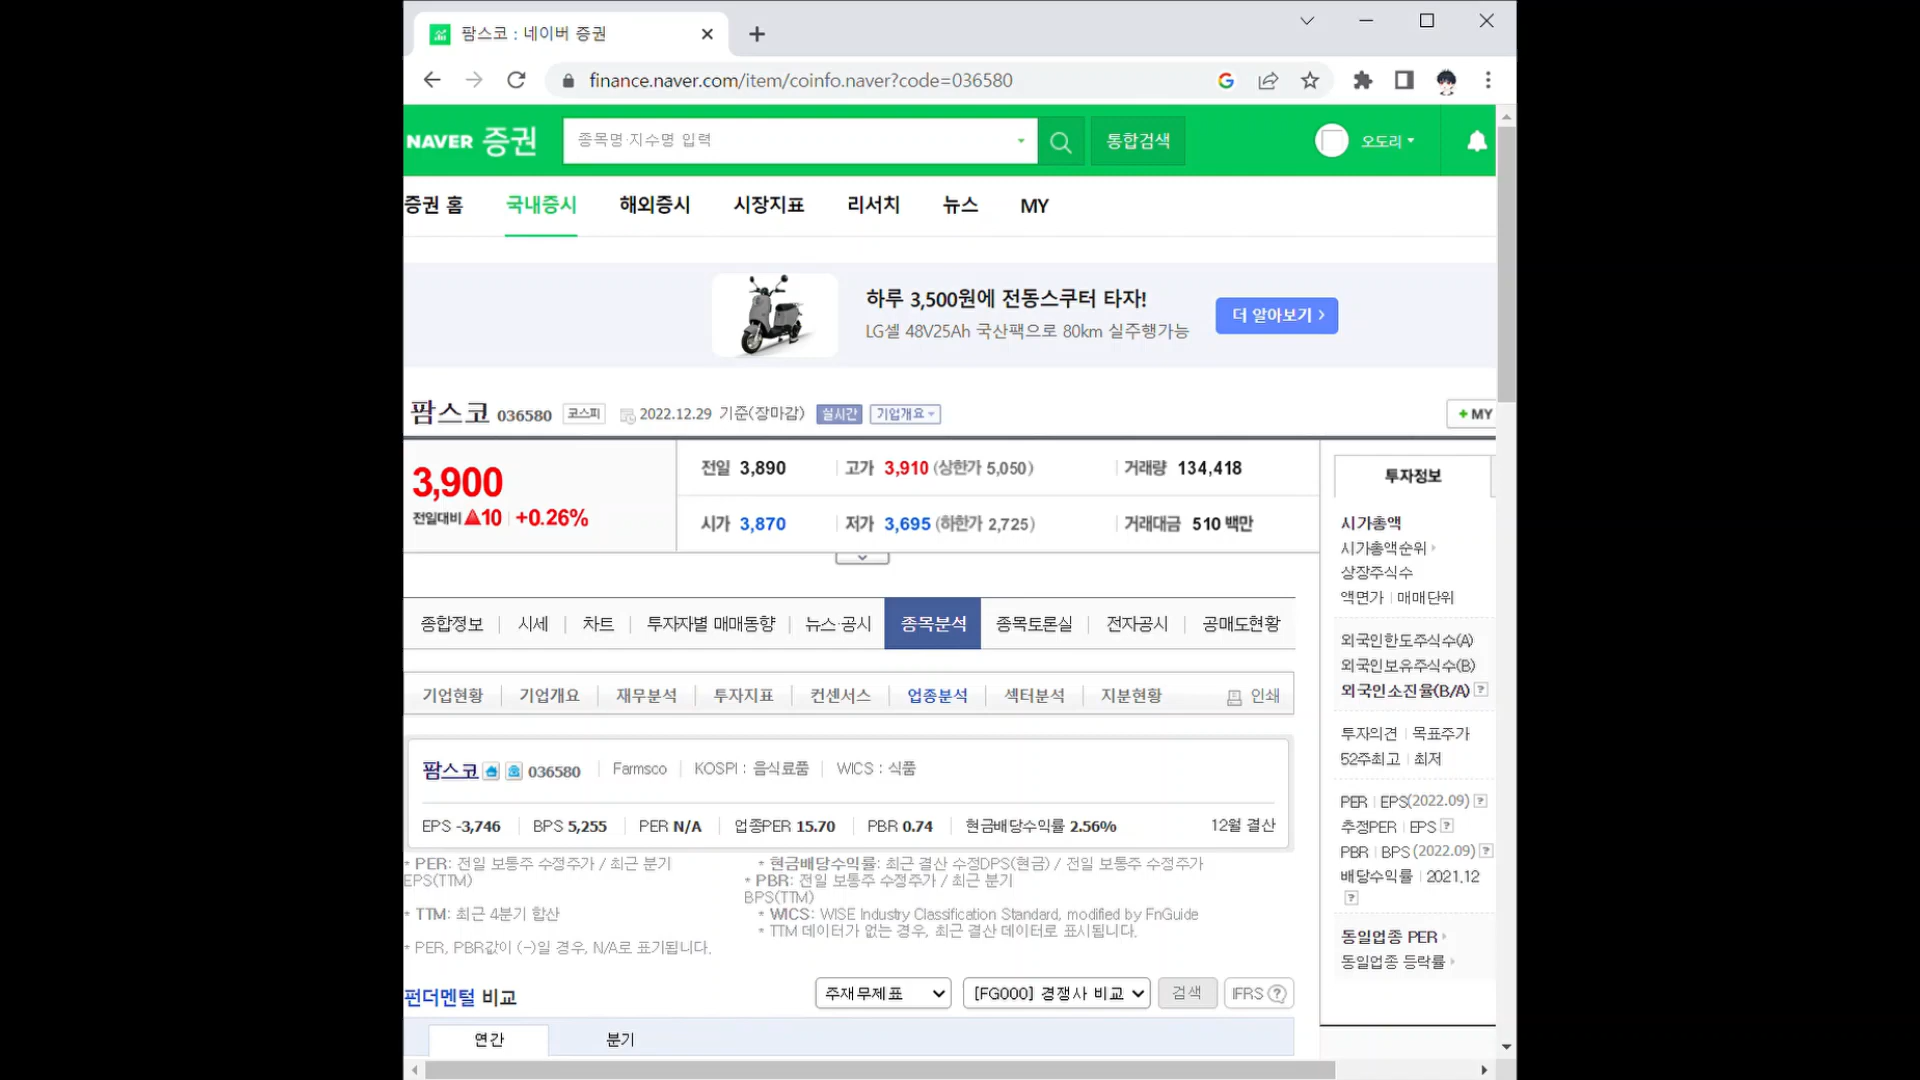 팜스코 : 네이버 증권
finance.naver.com/item/coinfo.naver?code=036580
NAVER 증권
종목명·지수명 입력
통합검색
오도리
증권 홈 국내증시 해외증시 시장지표 리서치 뉴스 MY
하루 3,500원에 전동스쿠터 타자!
LG셀 48V25Ah 국산팩으로 80km 실주행가능
더 알아보기 >
팜스코 036580 코스피 2022.12.29 기준(장마감) 실시간 기업개요
+ MY
3,900
전일대비 ▲10 +0.26%
전일 3,890 고가 3,910 (상한가 5,050) 거래량 134,418
시가 3,870 저가 3,695 (하한가 2,725) 거래대금 510 백만
종합정보 시세 차트 투자자별 매매동향 뉴스·공시 종목분석 종목토론실 전자공시 공매도현황
기업현황 기업개요 재무분석 투자지표 컨센서스 업종분석 섹터분석 지분현황 인쇄
팜스코 036580 Farmsco KOSPI : 음식료품 WICS : 식품
EPS -3,746 BPS 5,255 PER N/A 업종PER 15.70 PBR 0.74 현금배당수익률 2.56% 12월 결산
* PER: 전일 보통주 수정주가 / 최근 분기
EPS(TTM)
* TTM: 최근 4분기 합산
* PER, PBR값이 (-)일 경우, N/A로 표기됩니다.
* 현금배당수익률: 최근 결산 수정DPS(현금) / 전일 보통주 수정주가
* PBR: 전일 보통주 수정주가 / 최근 분기
BPS(TTM)
* WICS: WISE Industry Classification Standard, modified by FnGuide
* TTM 데이터가 없는 경우, 최근 결산 데이터로 표시됩니다.
펀더멘털 비교
주재무제표 [FG000] 경쟁사 비교 검색 IFRS ?
연간 분기
투자정보
시가총액
시가총액순위
상장주식수
액면가 | 매매단위
외국인한도주식수(A)
외국인보유주식수(B)
외국인소진율(B/A) ?
투자의견 | 목표주가
52주최고 | 최저
PER | EPS(2022.09) ?
추정PER | EPS ?
PBR | BPS (2022.09) ?
배당수익률 | 2021.12
?
동일업종 PER
동일업종 등락률